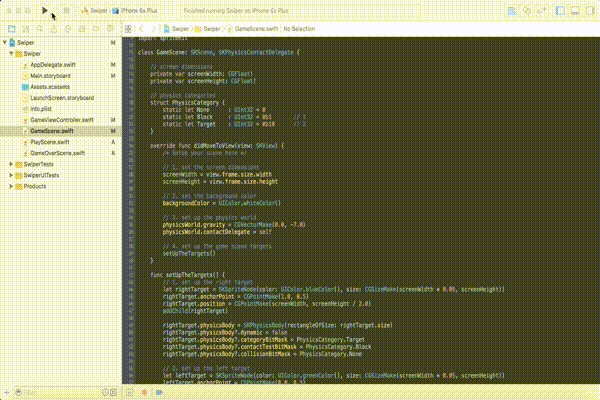 Swiper
iPhone 6s Plus
Finished running Swiper on iPhone 6s Plus
Swiper
Swiper
GameScene.swift
No Selection
Swiper
Swiper
AppDelegate.swift M
Main.storyboard M
Assets.xcassets
LaunchScreen.storyboard
Info.plist
GameViewController.swift M
GameScene.swift M
PlayScene.swift A
GameOverScene.swift A
SwiperTests
SwiperUITests
Products
import SpriteKit
class GameScene: SKScene, SKPhysicsContactDelegate {
// screen dimensions
private var screenWidth: CGFloat!
private var screenHeight: CGFloat!
// physics categories
struct PhysicsCategory {
static let None : UInt32 = 0
static let Block : UInt32 = 0b1 // 1
static let Target : UInt32 = 0b10 // 2
}
override func didMoveToView(view: SKView) {
/* Setup your scene here */
// 1. set the screen dimensions
screenWidth = view.frame.size.width
screenHeight = view.frame.size.height
// 2. set the background color
backgroundColor = UIColor.whiteColor()
// 3. set up the physics world
physicsWorld.gravity = CGVectorMake(0.0, -7.0)
physicsWorld.contactDelegate = self
// 4. set up the game scene targets
setUpTheTargets()
}
func setUpTheTargets() {
// 1. set up the right target
let rightTarget = SKSpriteNode(color: UIColor.blueColor(), size: CGSizeMake(screenWidth * 0.05, screenHeight))
rightTarget.anchorPoint = CGPointMake(1.0, 0.5)
rightTarget.position = CGPointMake(screenWidth, screenHeight / 2.0)
addChild(rightTarget)
rightTarget.physicsBody = SKPhysicsBody(rectangleOfSize: rightTarget.size)
rightTarget.physicsBody?.dynamic = false
rightTarget.physicsBody?.categoryBitMask = PhysicsCategory.Target
rightTarget.physicsBody?.contactTestBitMask = PhysicsCategory.Block
rightTarget.physicsBody?.collisionBitMask = PhysicsCategory.None
// 2. set up the left target
let leftTarget = SKSpriteNode(color: UIColor.greenColor(), size: CGSizeMake(screenWidth * 0.05, screenHeight))
leftTarget.anchorPoint = CGPointMake(0.0, 0.5)
Filter